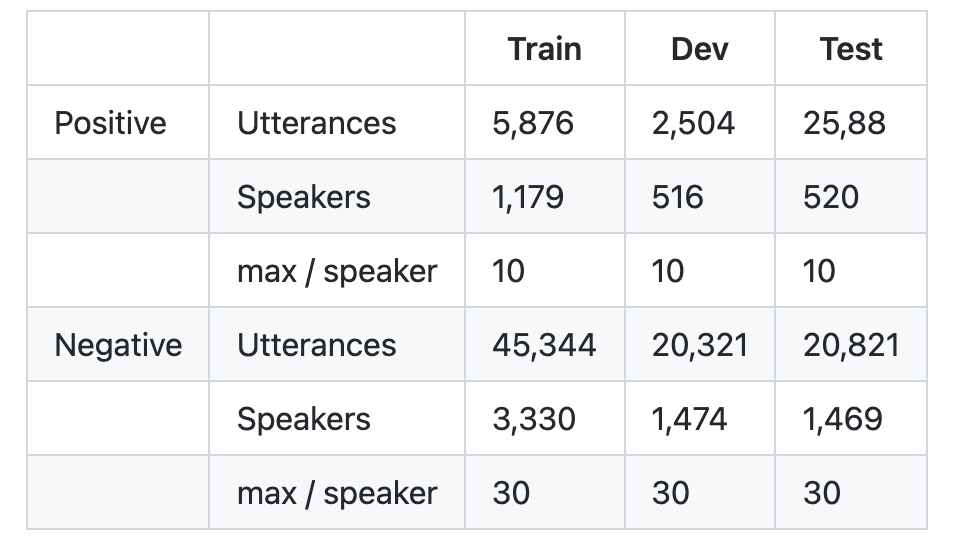 Train Dev Test
Positive Utterances 5,876 2,504 25,88
Speakers 1,179 516 520
max / speaker 10 10 10
Negative Utterances 45,344 20,321 20,821
Speakers 3,330 1,474 1,469
max / speaker 30 30 30